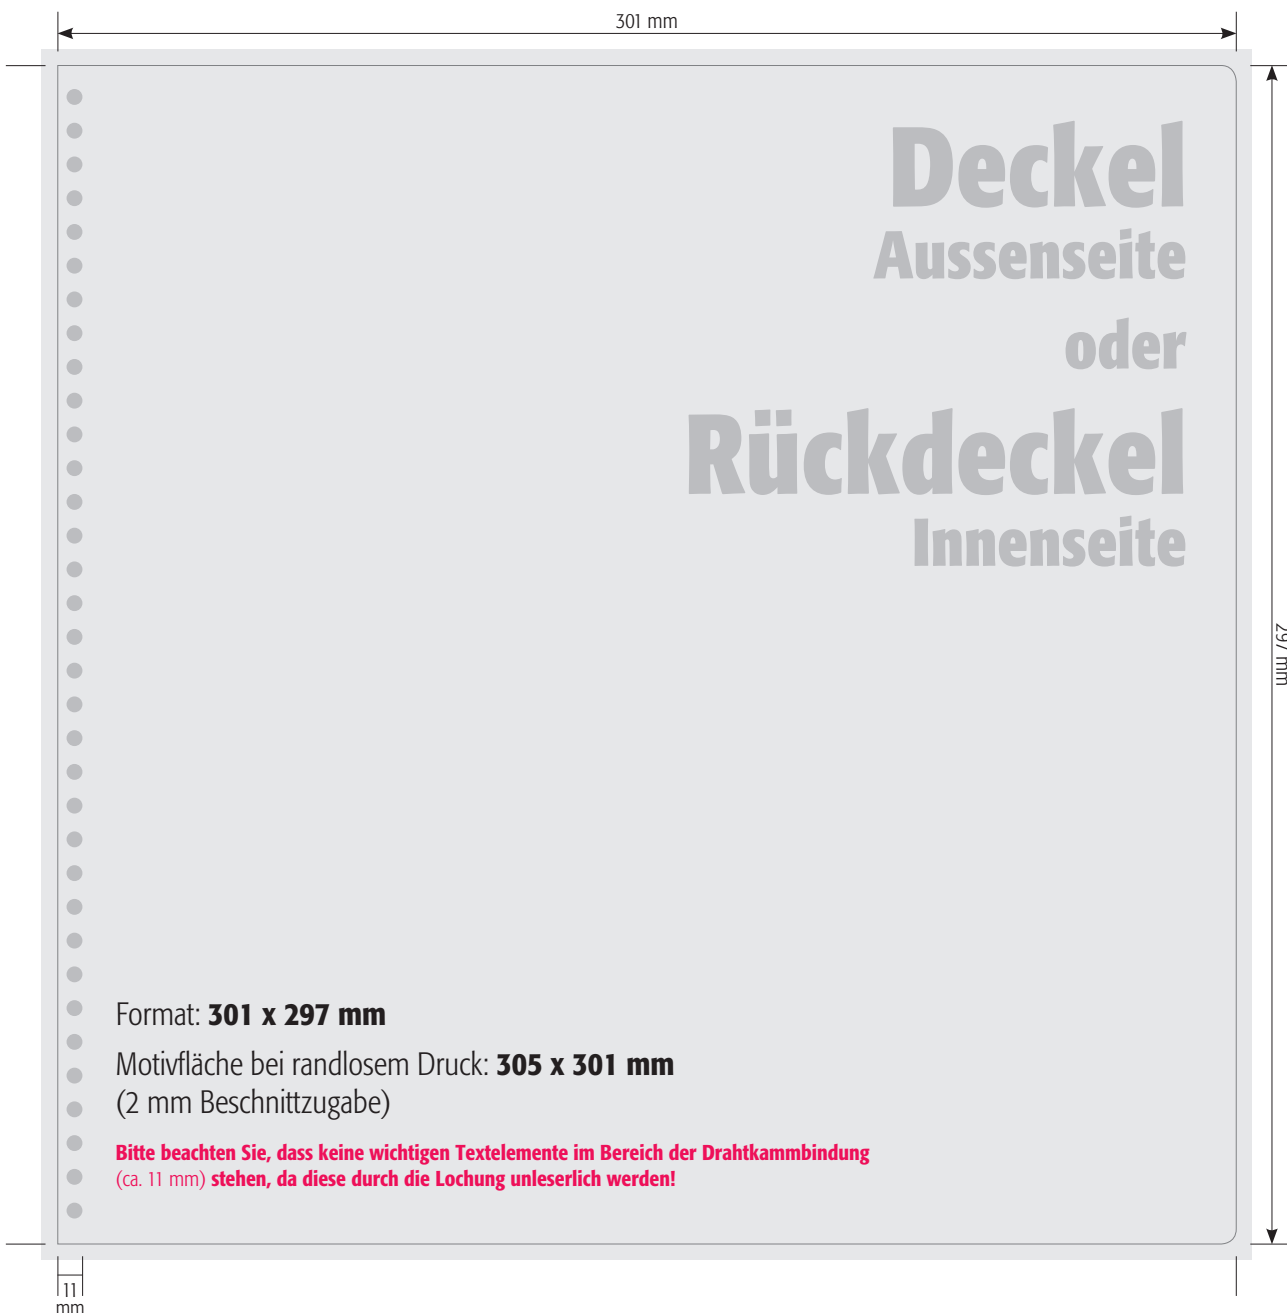 301 mm
Deckel
Aussenseite
oder
Rückdeckel
Innenseite
297 mm
Format: 301 x 297 mm
Motivfläche bei randlosem Druck: 305 x 301 mm
(2 mm Beschnittzugabe)
Bitte beachten Sie, dass keine wichtigen Textelemente im Bereich der Drahtkammbindung
(ca. 11 mm) stehen, da diese durch die Lochung unleserlich werden!
11
mm